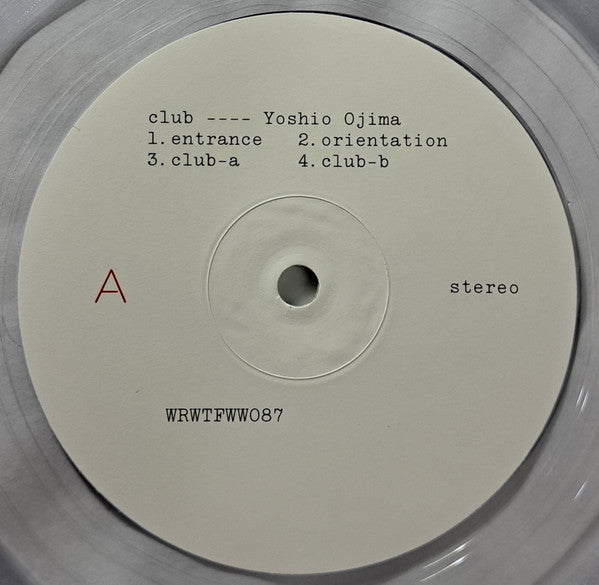 club ---- Yoshio Ojima
1.entrance 2.orientation
3.club-a 4.club-b
A
stereo
WRWTFWW087